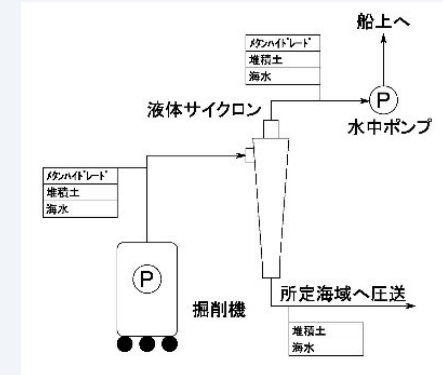 船上へ
メタンハイドレード
堆積土
海水
P
液体サイクロン
水中ポンプ
メタンハイドレード
堆積土
海水
P
掘削機
所定海域へ圧送
堆積土
海水